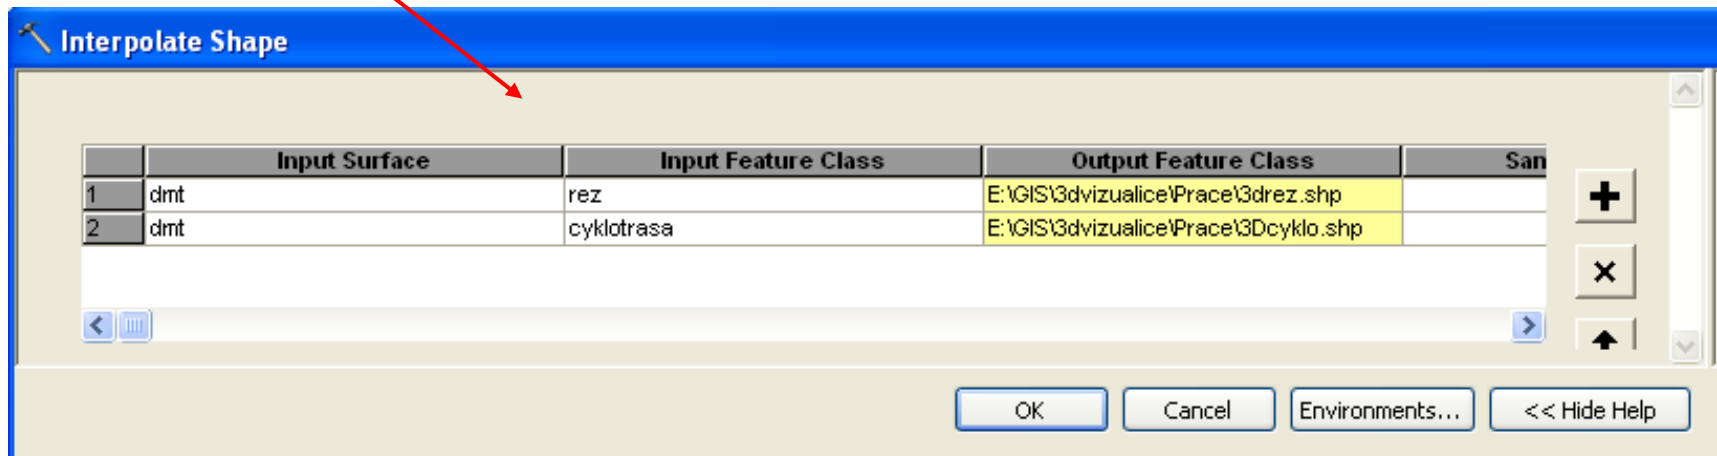 Interpolate Shape
Input Surface Input Feature Class Output Feature Class San
1 dmt rez E:\GIS\3dvizualice\Prace\3drez.shp
2 dmt cyklotrasa E:\GIS\3dvizualice\Prace\3Dcyklo.shp
OK Cancel Environments... << Hide Help